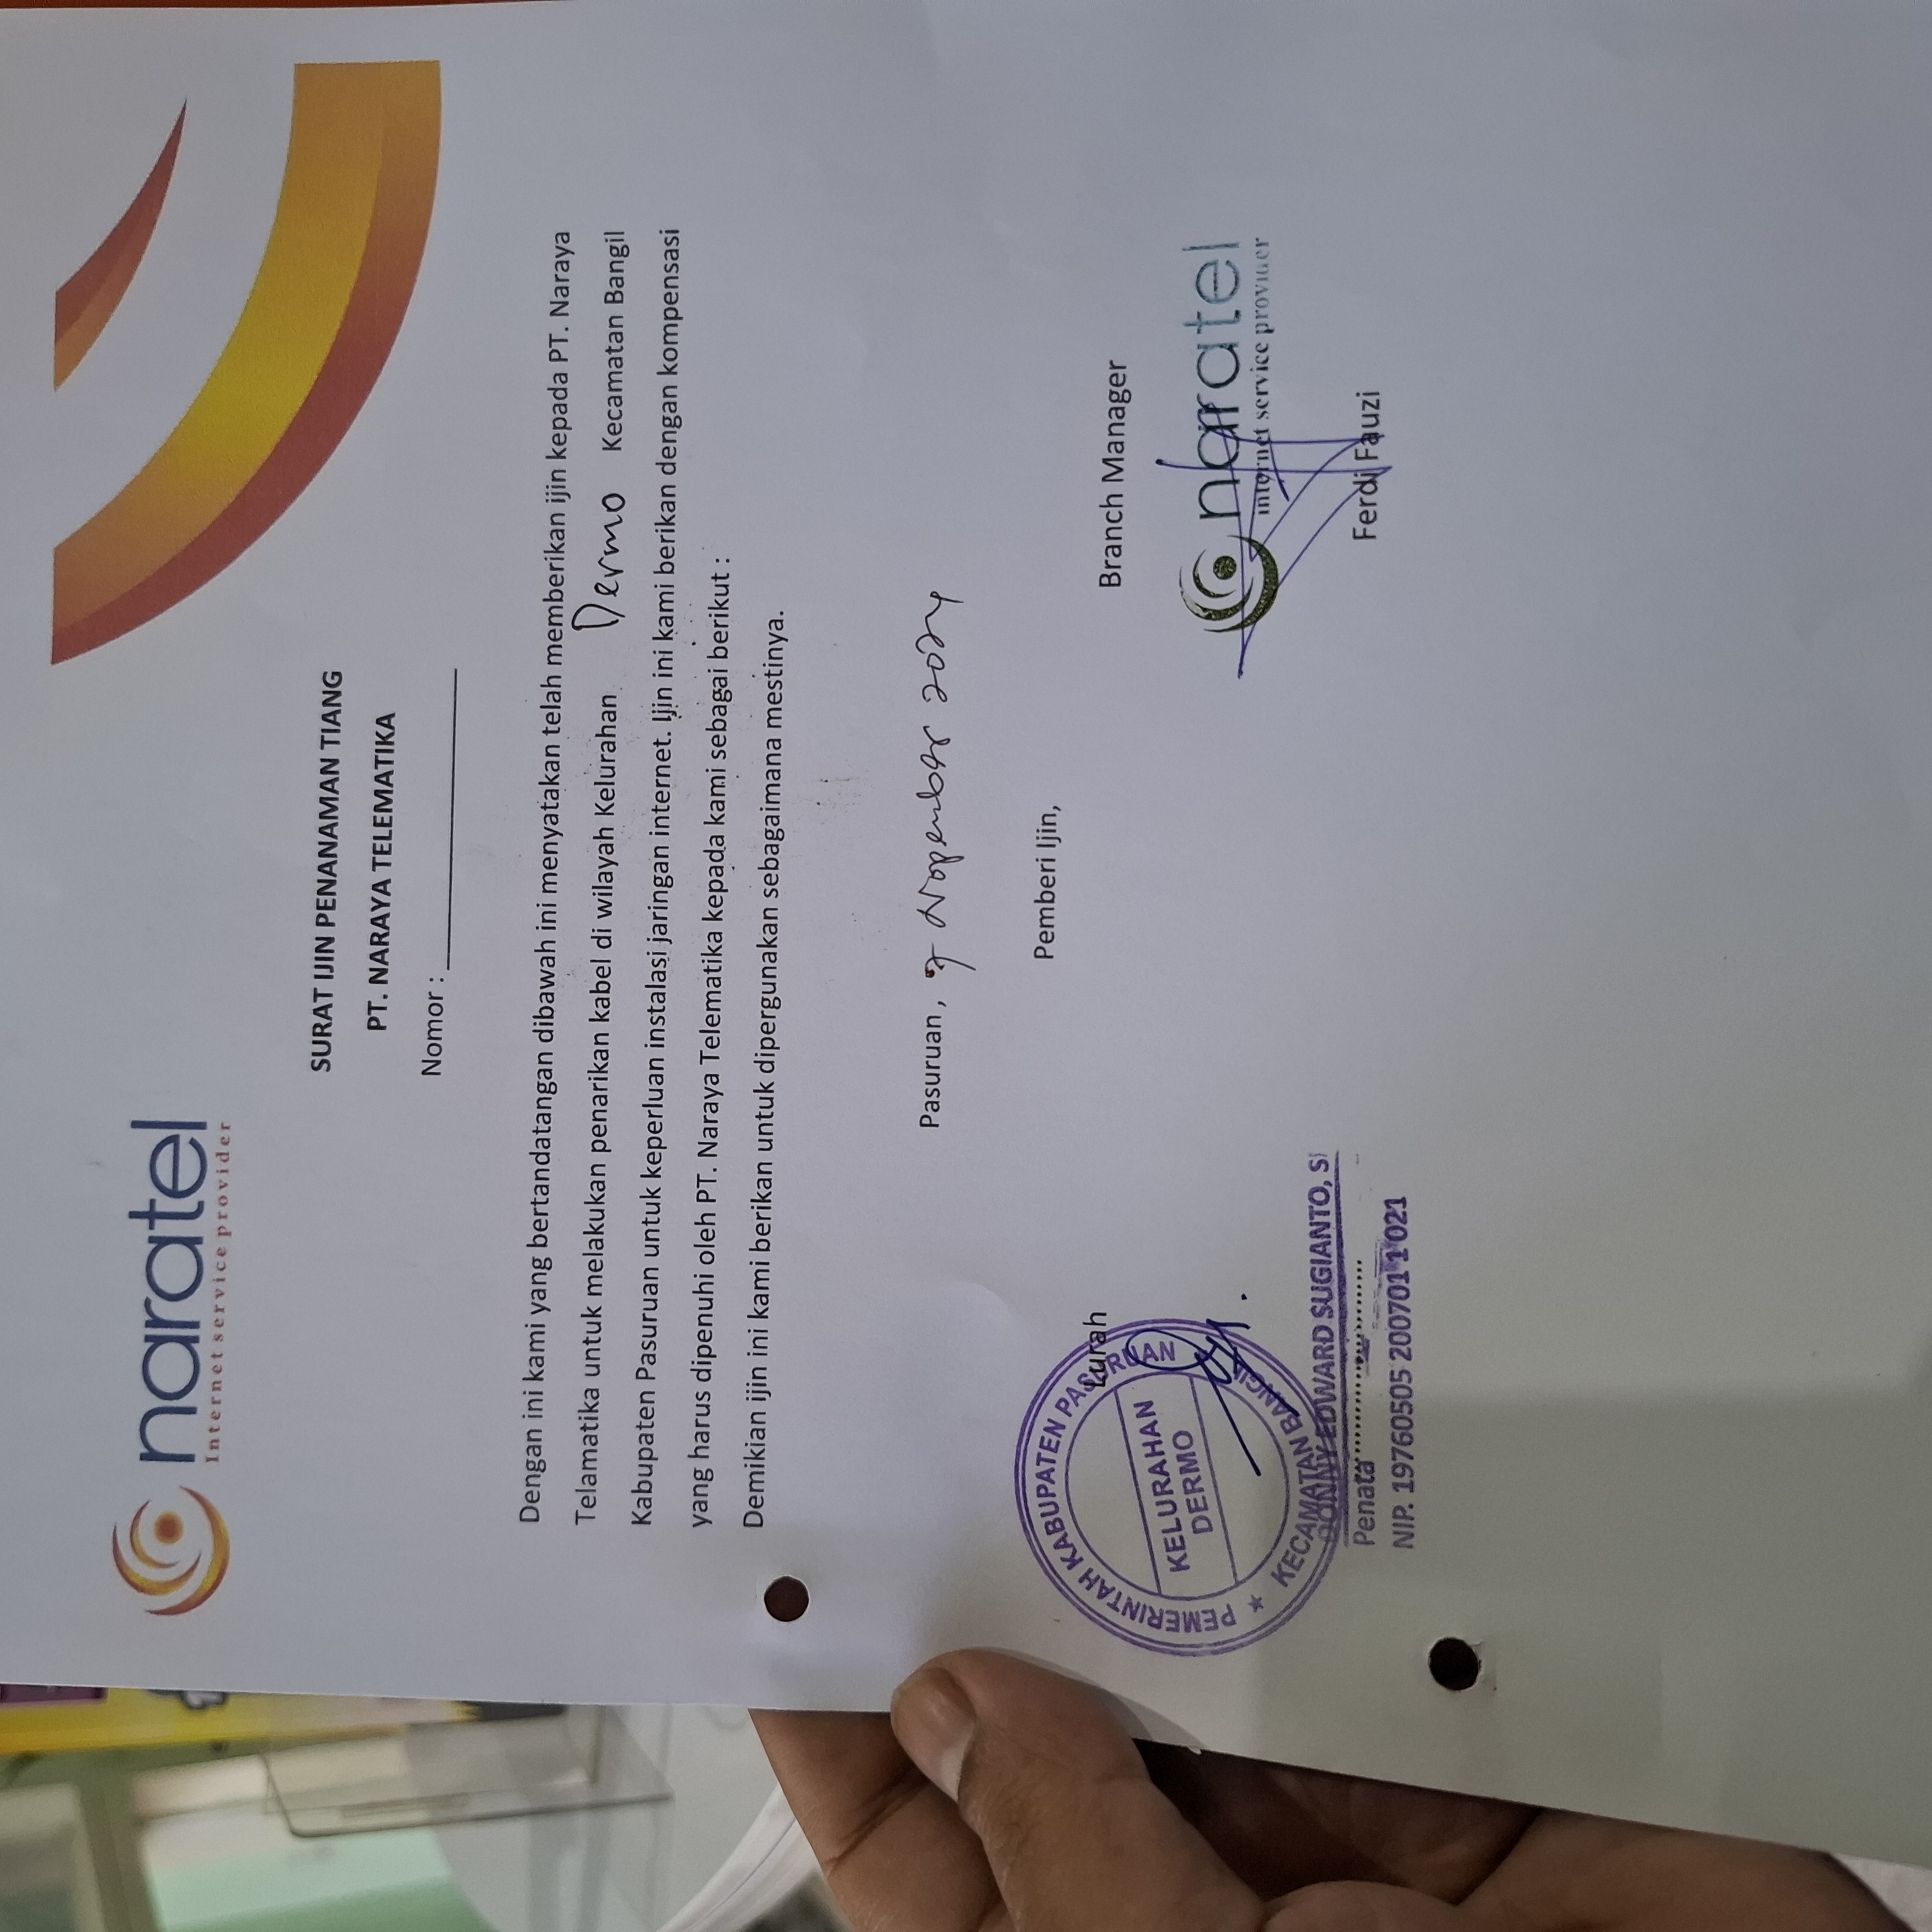 naratel
Internet service provider
SURAT IJIN PENANAMAN TIANG
PT. NARAYA TELEMATIKA
Nomor : ____________________
Dengan ini kami yang bertandatangan dibawah ini menyatakan telah memberikan ijin kepada PT. Naraya
Telamatika untuk melakukan penarikan kabel di wilayah Kelurahan Dermo Kecamatan Bangil
Kabupaten Pasuruan untuk keperluan instalasi jaringan internet. Ijin ini kami berikan dengan kompensasi
yang harus dipenuhi oleh PT. Naraya Telematika kepada kami sebagai berikut :
Demikian ijin ini kami berikan untuk dipergunakan sebagaimana mestinya.
Pasuruan , 7 Nopember 2024
Pemberi Ijin,
Lurah
Branch Manager
PEMERINTAH KABUPATEN PASURUAN
KELURAHAN
DERMO
KECAMATAN BANGIL
naratel
internet service provider
DONNY EDWARD SUGIANTO,
Penata
NIP. 19760505 200701 1 021
Ferdi Fauzi